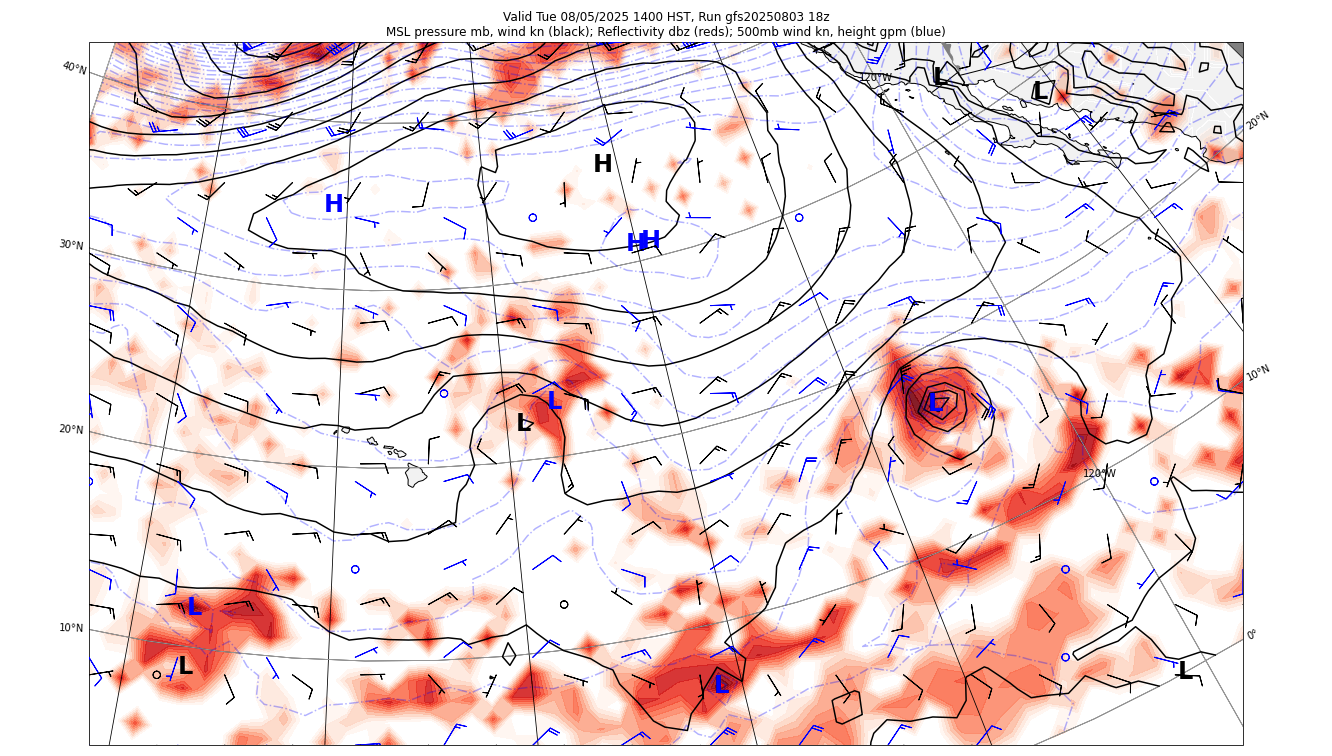 Valid Tue 08/05/2025 1400 HST, Run gfs20250803 18z
MSL pressure mb, wind kn (black); Reflectivity dbz (reds); 500mb wind kn, height gpm (blue)
40°N
120°W
L
L
20°N
H
H
30°N
H
H
10°N
L
L
L
20°N
120°W
L
10°N
0°
L
L
L